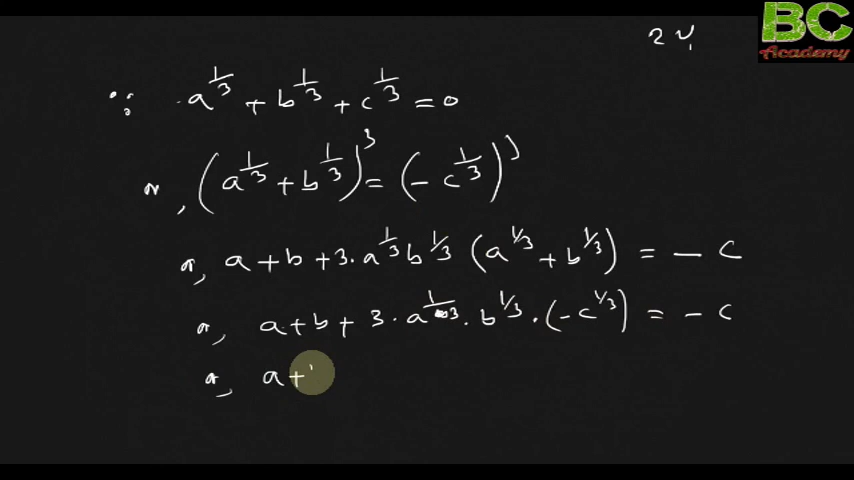 BC
Academy
∵ a^{1/3} + b^{1/3} + c^{1/3} = 0
or, (a^{1/3} + b^{1/3})^3 = (- c^{1/3})^3
or, a + b + 3 · a^{1/3} b^{1/3} (a^{1/3} + b^{1/3}) = - c
or, a + b + 3 · a^{1/3} · b^{1/3} · (- c^{1/3}) = - c
or, a +